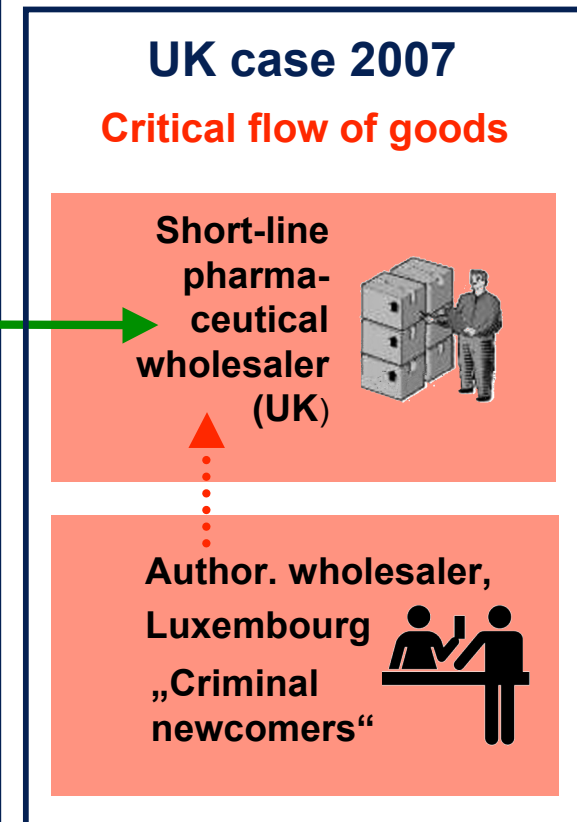 UK case 2007
Critical flow of goods
Short-line
pharma-
ceutical
wholesaler
(UK)
Author. wholesaler,
Luxembourg
„Criminal
newcomers“